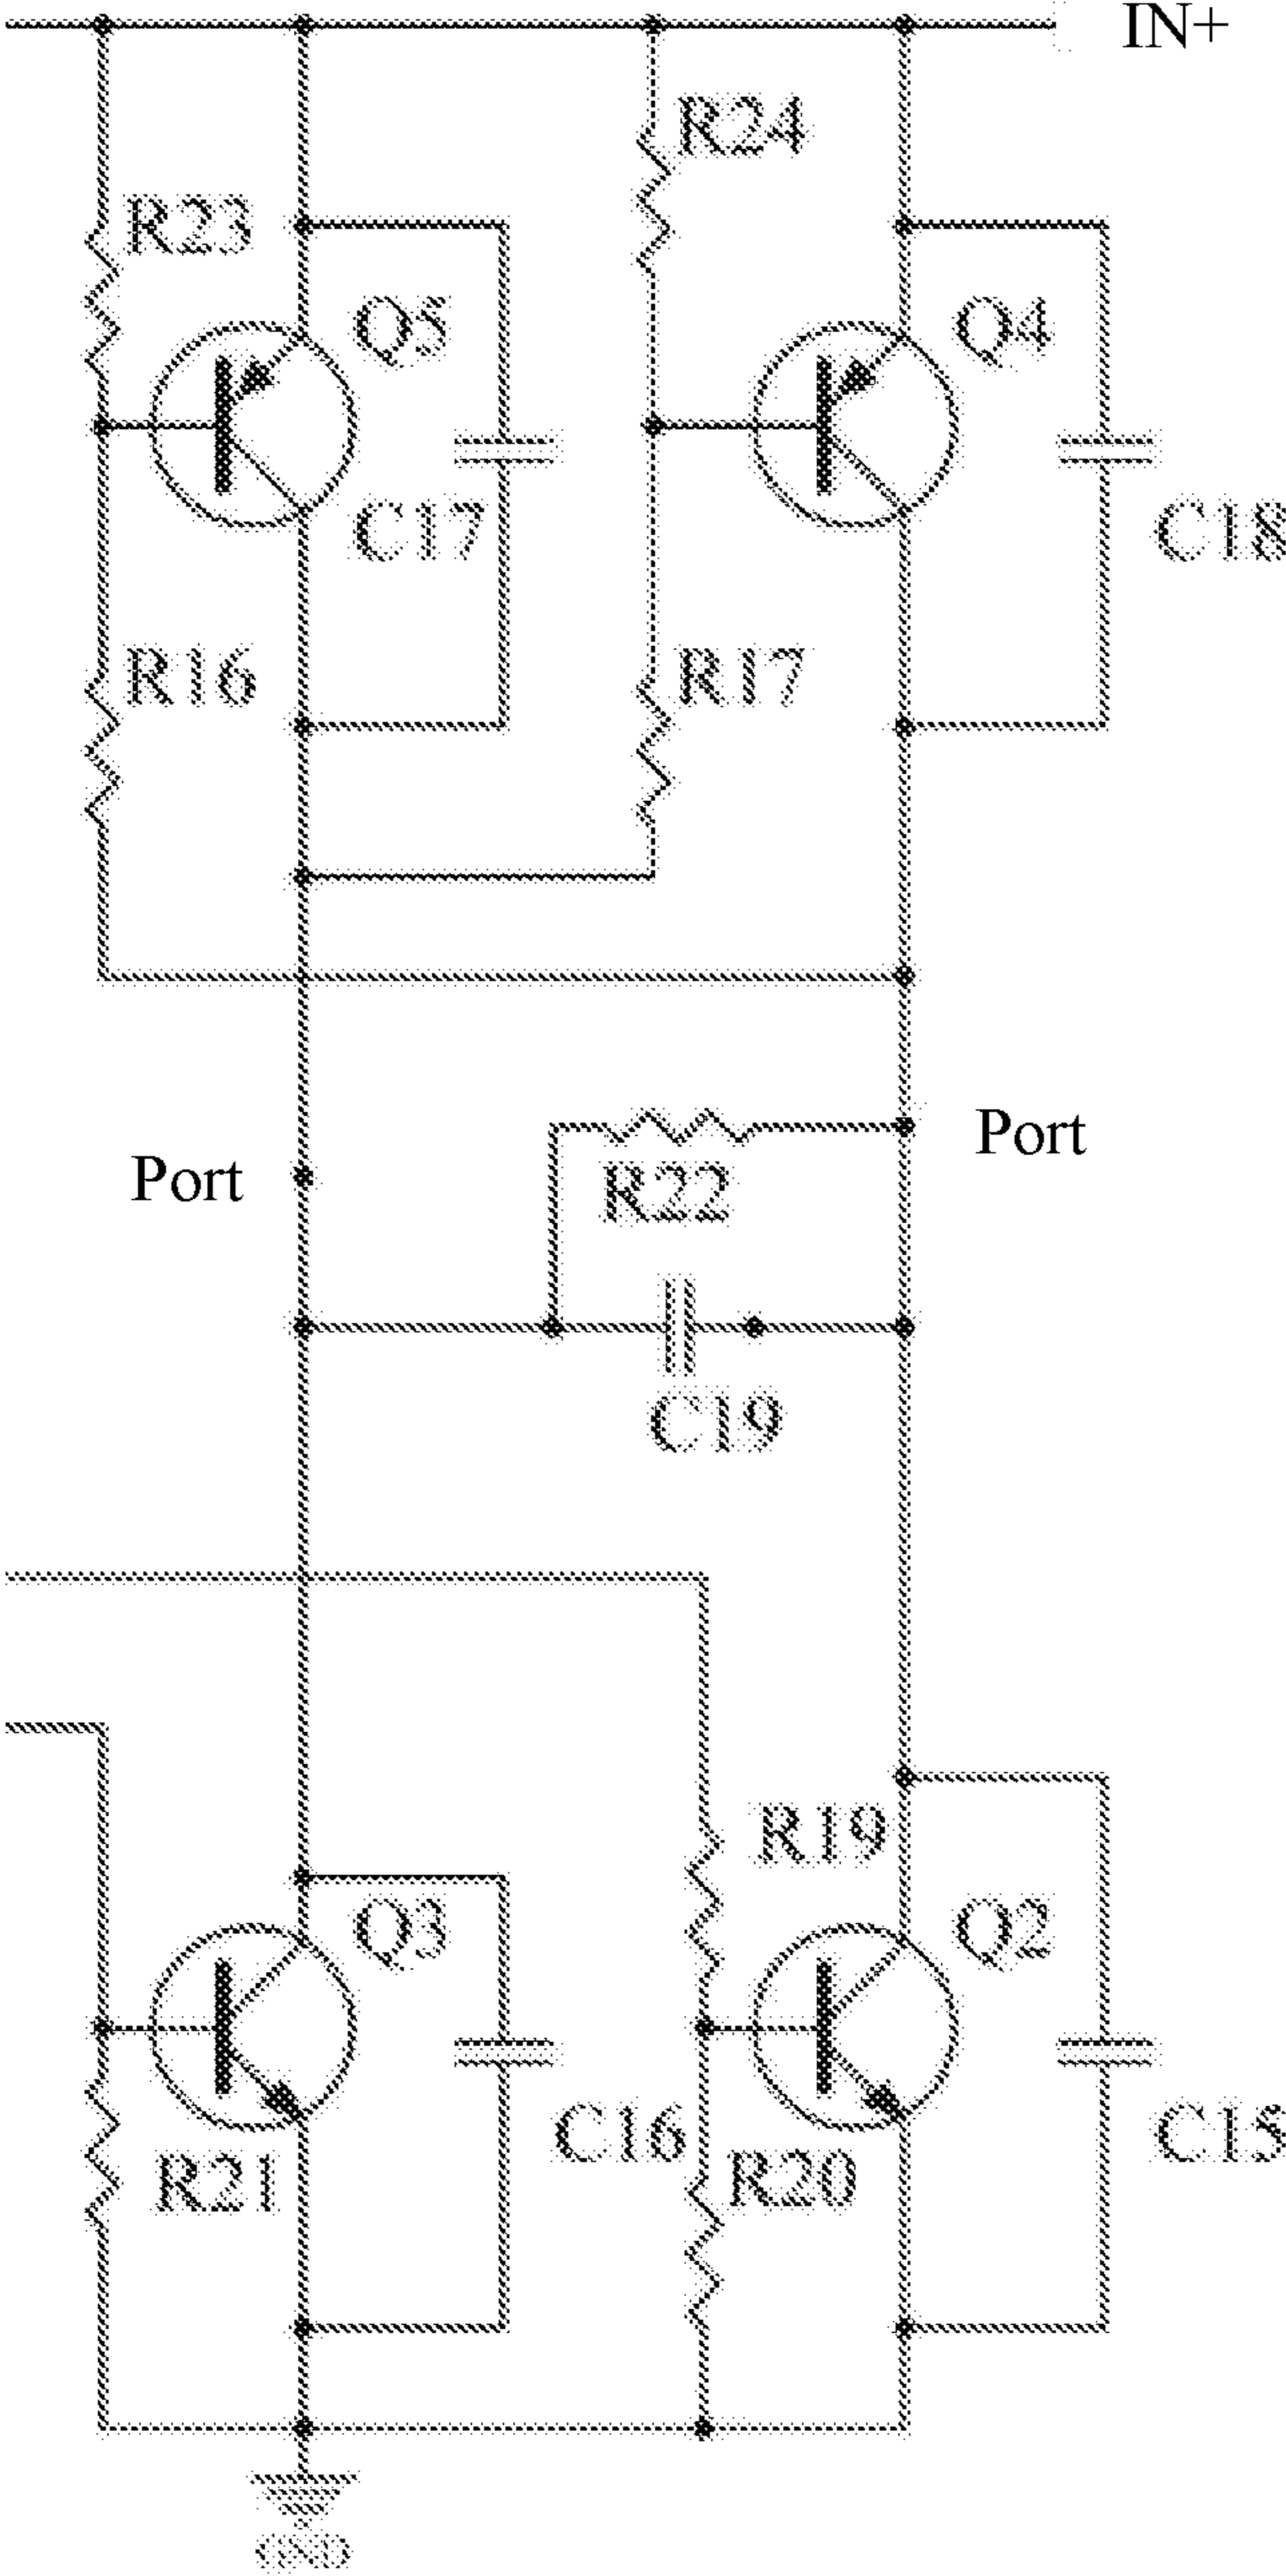 IN+
R24
R23
Q5
Q4
C17
C18
R16
R17
Port
Port
R22
C19
R19
Q3
Q2
C16
C15
R21
R20
GND